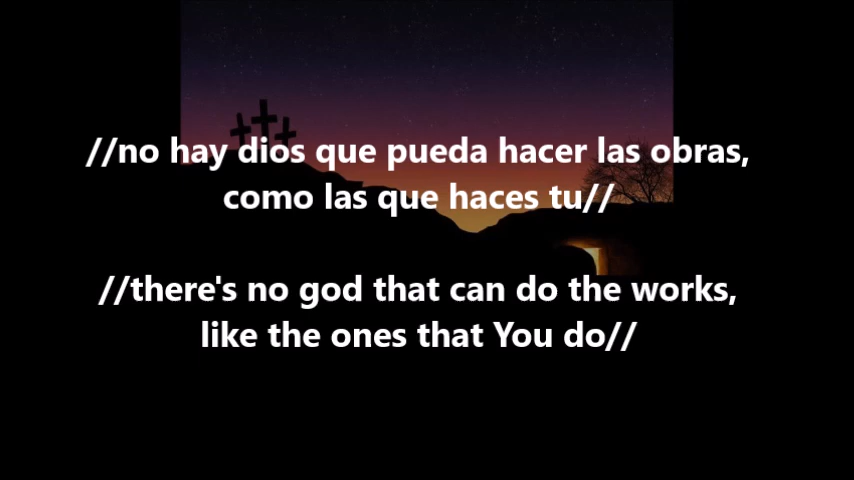 //no hay dios que pueda hacer las obras,
como las que haces tu//
//there's no god that can do the works,
like the ones that You do//